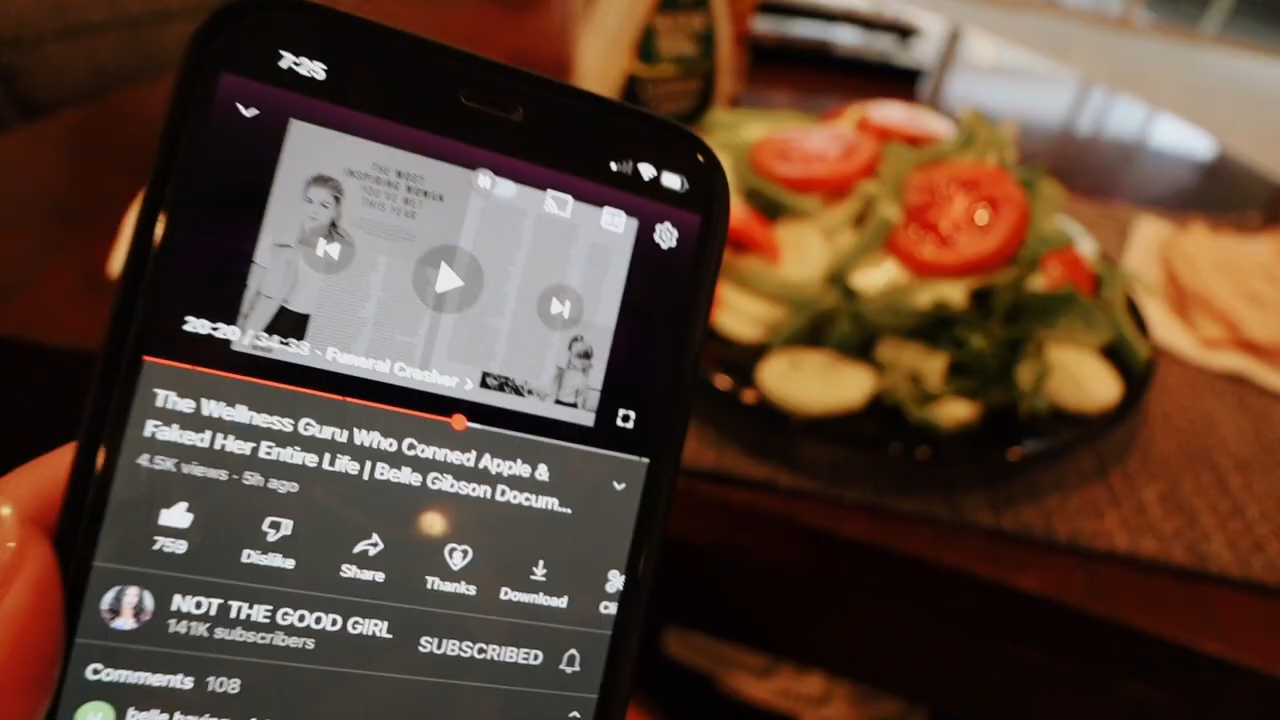 7:25
THE MOST
INSPIRING WOMAN
YOU'VE MET
THIS YEAR
20:20 / 34:33 · Funeral Crasher
The Wellness Guru Who Conned Apple &
Faked Her Entire Life | Belle Gibson Docum...
4.5K views · 5h ago
759
Dislike
Share
Thanks
Download
Cli
NOT THE GOOD GIRL
141K subscribers
SUBSCRIBED
Comments 108
belle